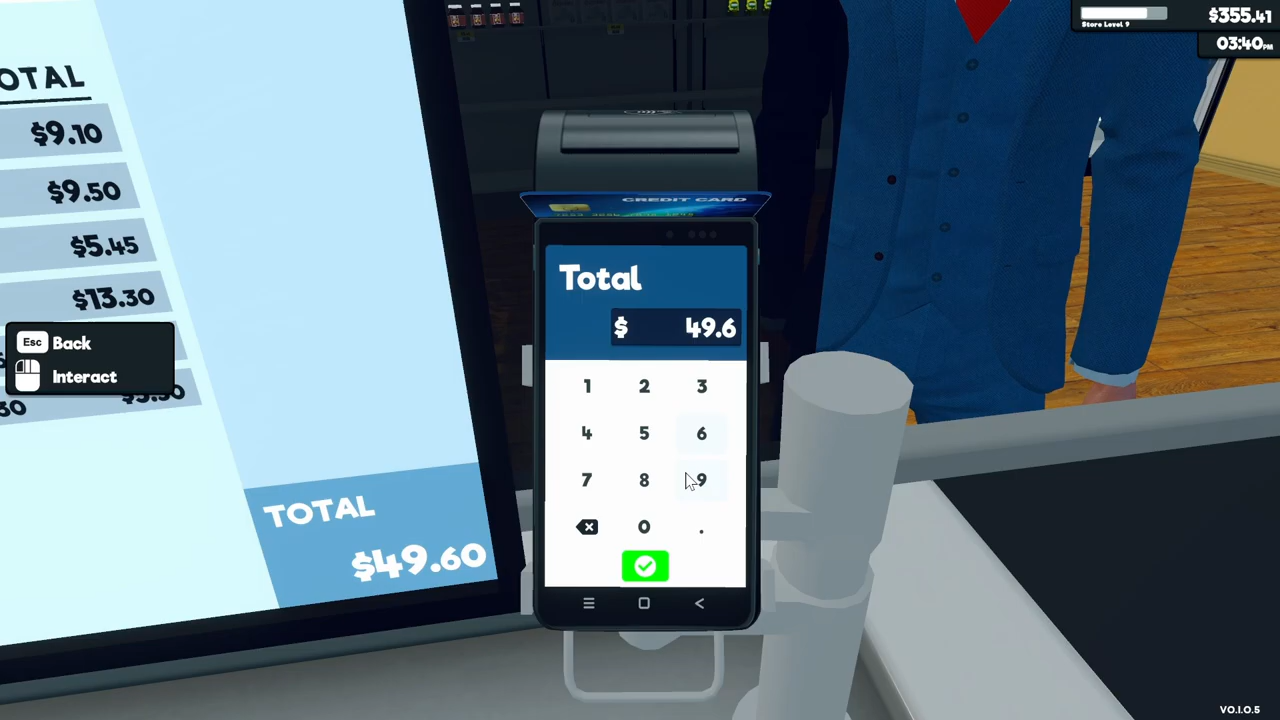 OTAL
$9.10
$9.50
$5.45
$13.30
Esc Back
Interact
30
TOTAL
$49.60
CREDIT CARD
Total
$ 49.6
1 2 3
4 5 6
7 8 9
0 .
$355.41
Store Level 9
03:40PM
V0.1.0.5